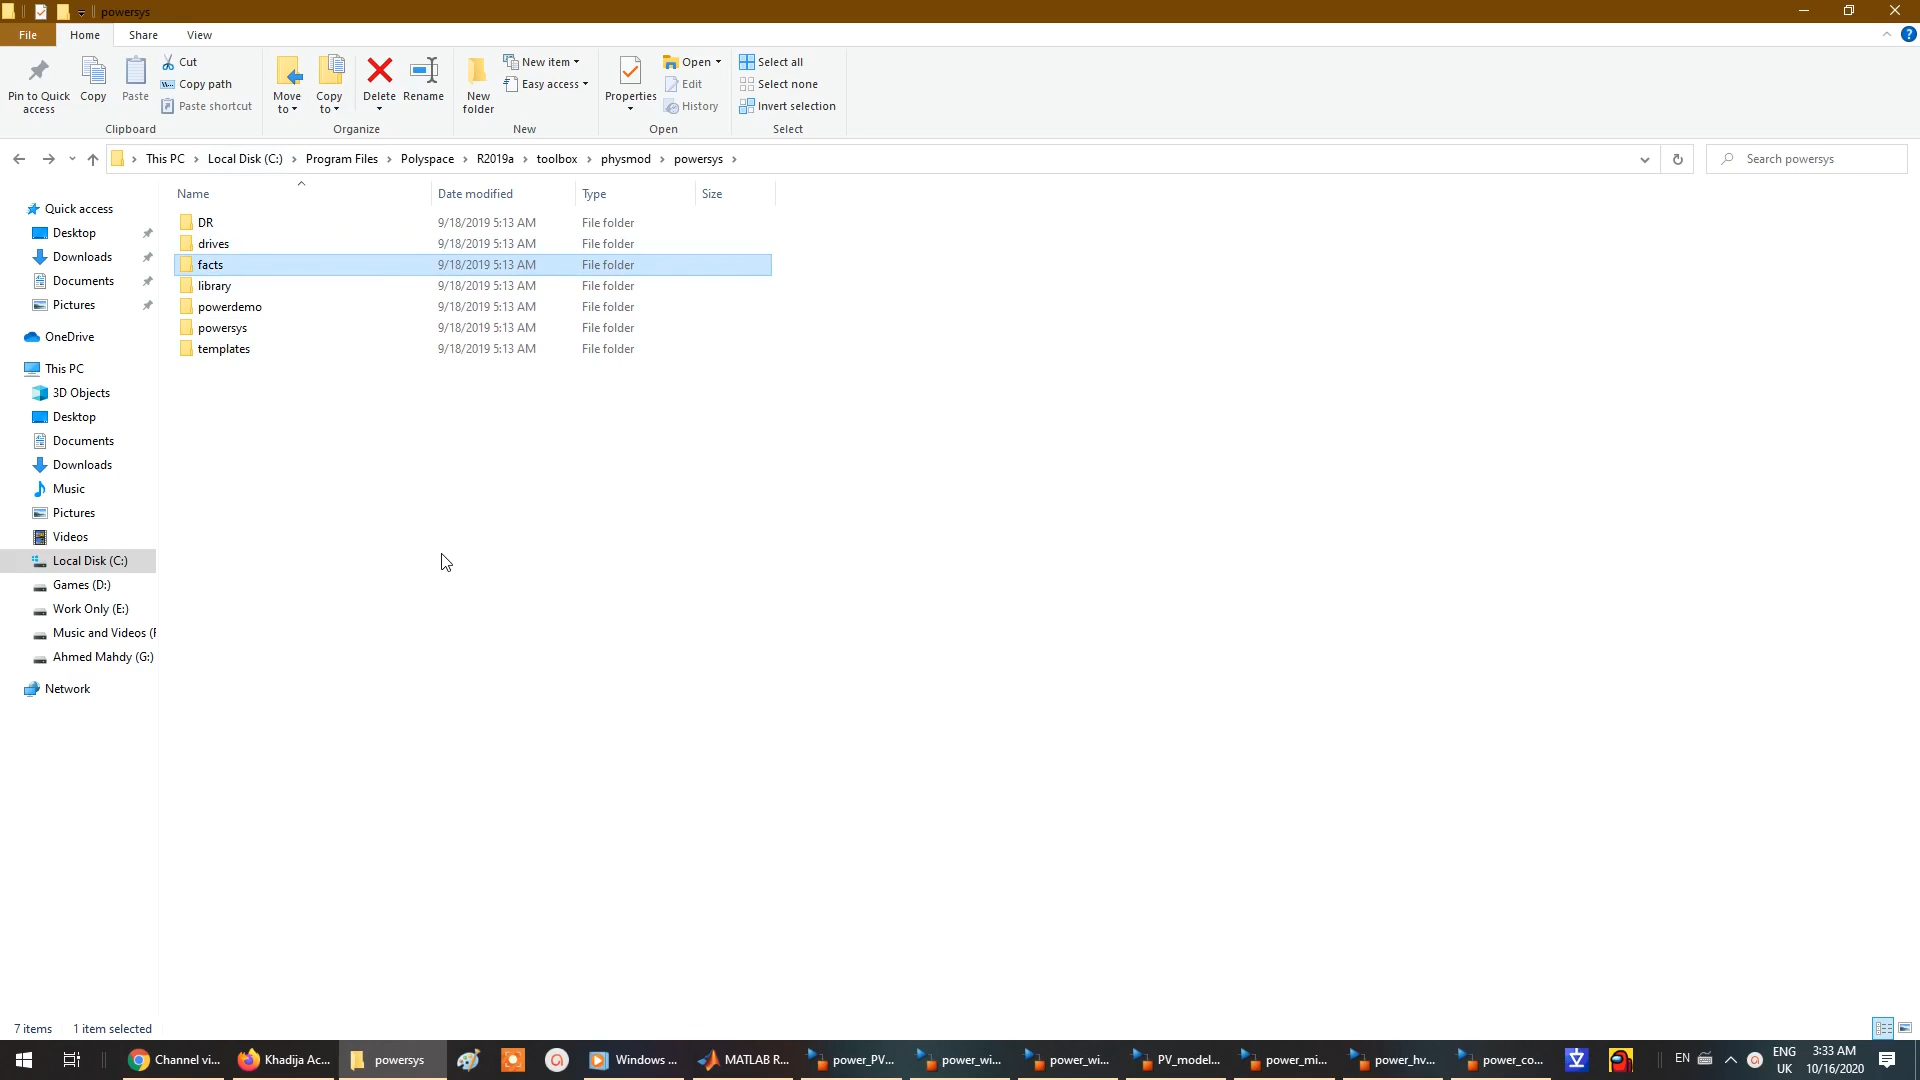 powersys
File
Home
Share
View
Pin to Quick
access
Copy
Paste
Cut
Copy path
Paste shortcut
Clipboard
Move
to
Copy
to
Delete
Rename
Organize
New
folder
New item
Easy access
New
Properties
Open
Edit
History
Open
Select all
Select none
Invert selection
Select
This PC
Local Disk (C:)
Program Files
Polyspace
R2019a
toolbox
physmod
powersys
Search powersys
Name Date modified Type Size
DR 9/18/2019 5:13 AM File folder
drives 9/18/2019 5:13 AM File folder
facts 9/18/2019 5:13 AM File folder
library 9/18/2019 5:13 AM File folder
powerdemo 9/18/2019 5:13 AM File folder
powersys 9/18/2019 5:13 AM File folder
templates 9/18/2019 5:13 AM File folder
Quick access
Desktop
Downloads
Documents
Pictures
OneDrive
This PC
3D Objects
Desktop
Documents
Downloads
Music
Pictures
Videos
Local Disk (C:)
Games (D:)
Work Only (E:)
Music and Videos (F
Ahmed Mahdy (G:)
Network
7 items 1 item selected
Channel vi...
Khadija Ac...
powersys
Windows ...
MATLAB R...
power_PV...
power_wi...
power_wi...
PV_model...
power_mi...
power_hv...
power_co...
EN
ENG
UK
3:33 AM
10/16/2020